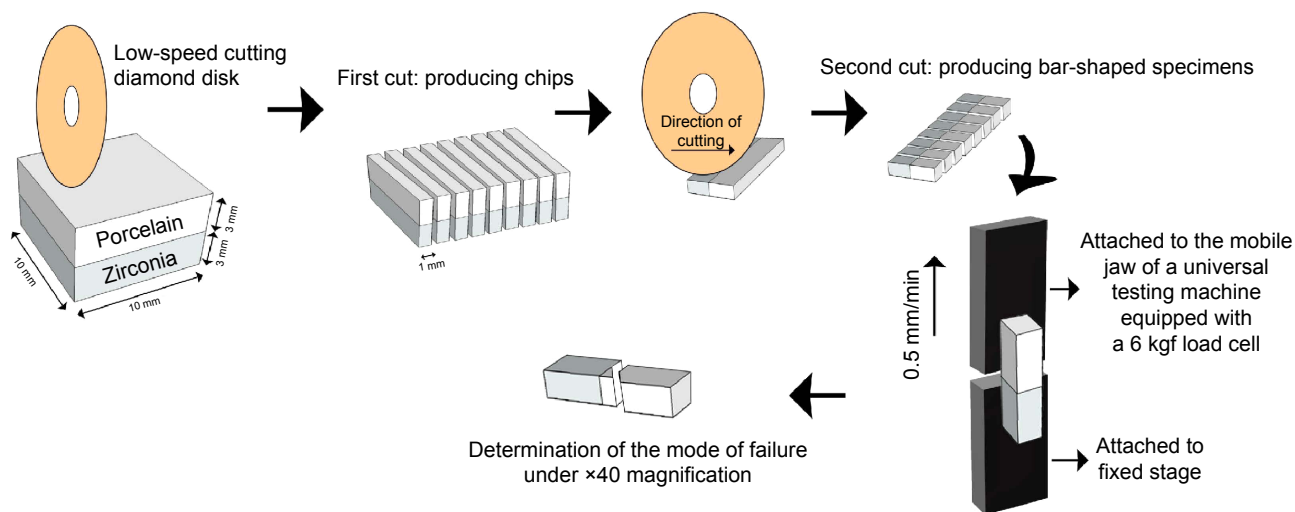 Low-speed cutting
diamond disk
Porcelain
Zirconia
3 mm
3 mm
10 mm
10 mm
First cut: producing chips
1 mm
Direction of
cutting
Second cut: producing bar-shaped specimens
0.5 mm/min
Attached to the mobile
jaw of a universal
testing machine
equipped with
a 6 kgf load cell
Attached to
fixed stage
Determination of the mode of failure
under ×40 magnification